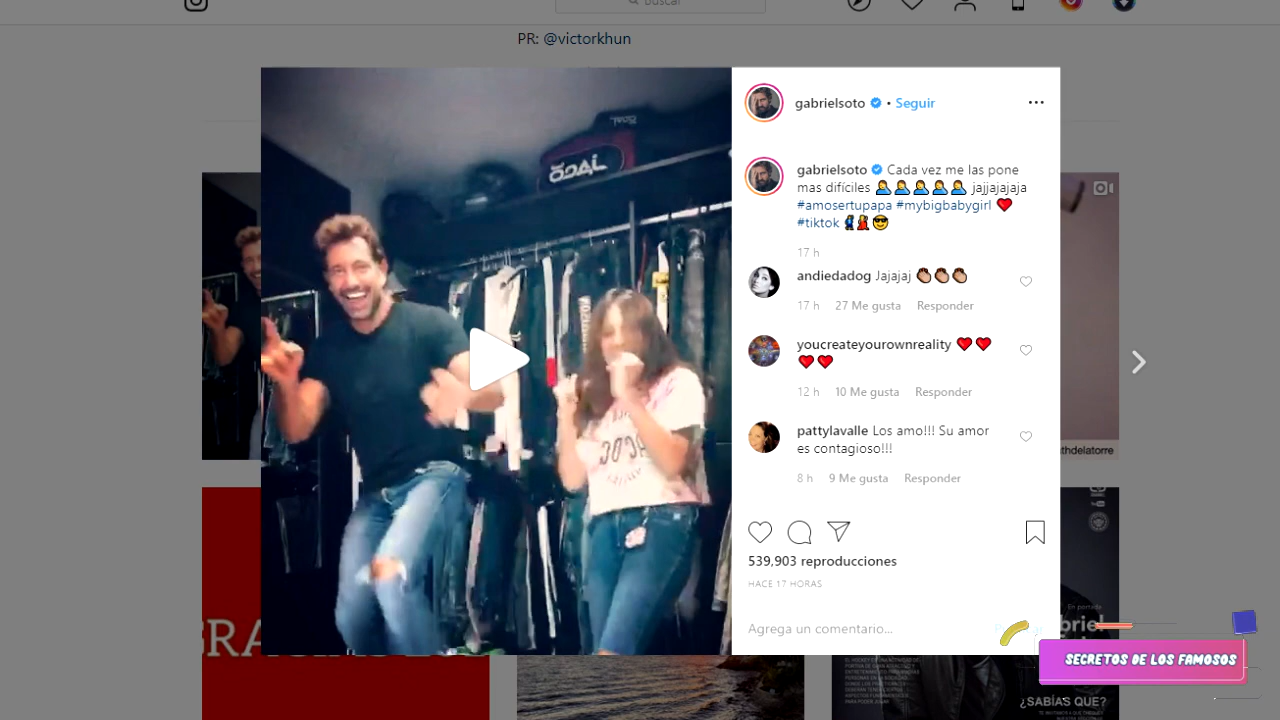 buscar
PR: @victorkhun
gabrielsoto • Seguir
gabrielsoto Cada vez me las pone
mas difíciles 🤦‍♂️🤦‍♂️🤦‍♂️🤦‍♂️🤦‍♂️ jajjajajaja
#amosertupapa #mybigbabygirl ❤️
#tiktok 🕺💃😎
17 h
andiedadog Jajajaj 👏🏼👏🏼👏🏼
17 h 27 Me gusta Responder
youcreateyourownreality ❤️❤️
❤️❤️
12 h 10 Me gusta Responder
pattylavalle Los amo!!! Su amor
es contagioso!!!
8 h 9 Me gusta Responder
539,903 reproducciones
HACE 17 HORAS
Agrega un comentario...
thdelatorre
En portada
SECRETOS DE LOS FAMOSOS
¿SABÍAS QUE?